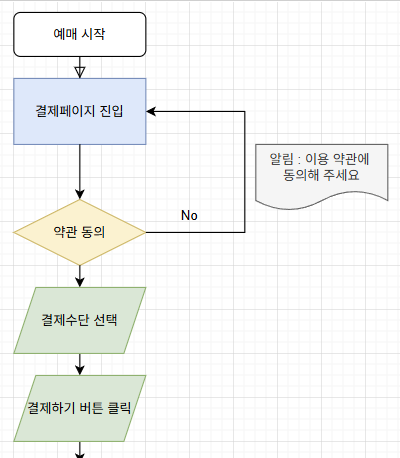 예매 시작
결제페이지 진입
알림 : 이용 약관에
동의해 주세요
No
약관 동의
결제수단 선택
결제하기 버튼 클릭